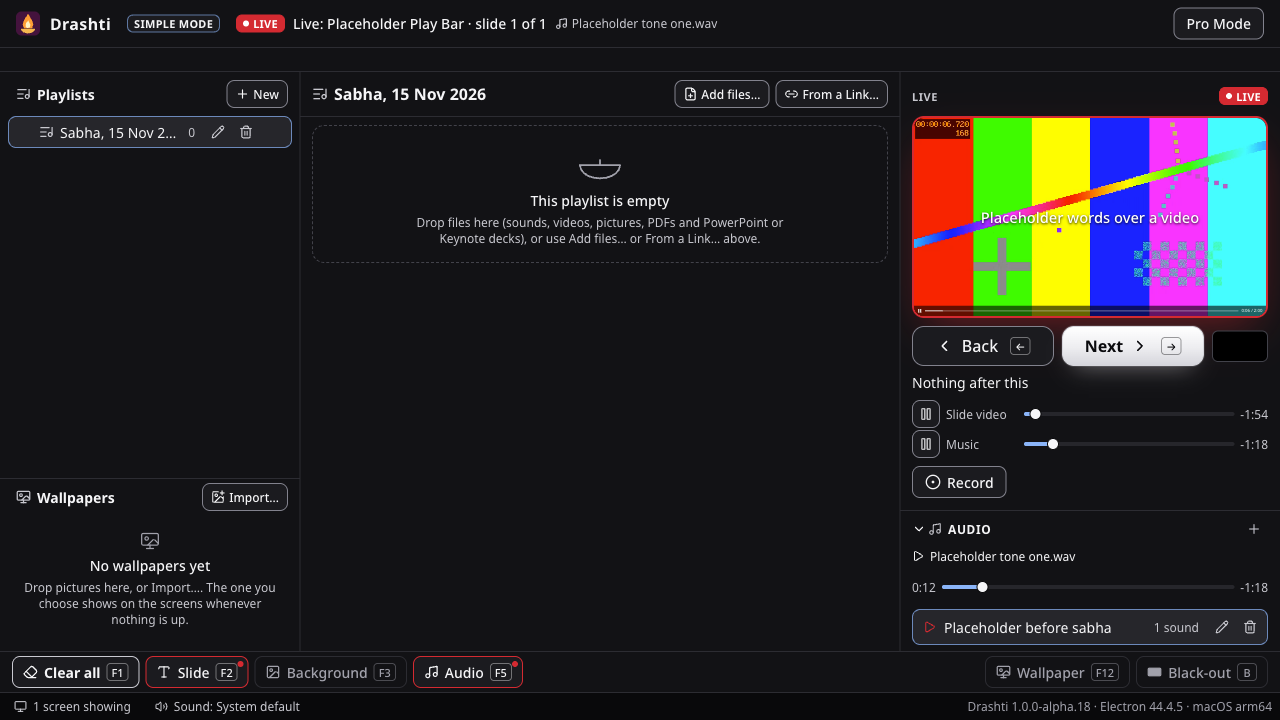 Drashti
SIMPLE MODE
LIVE
Live: Placeholder Play Bar · slide 1 of 1
Placeholder tone one.wav
Pro Mode
Playlists
New
Sabha, 15 Nov 2...
0
Sabha, 15 Nov 2026
Add files...
From a Link...
This playlist is empty
Drop files here (sounds, videos, pictures, PDFs and PowerPoint or
Keynote decks), or use Add files... or From a Link... above.
LIVE
LIVE
00:00:06.720
168
Placeholder words over a video
0:06 / 2:00
Back ←
Next →
Nothing after this
Slide video
-1:54
Music
-1:18
Record
AUDIO
Placeholder tone one.wav
0:12
-1:18
Placeholder before sabha
1 sound
Wallpapers
Import...
No wallpapers yet
Drop pictures here, or Import.... The one you
choose shows on the screens whenever
nothing is up.
Clear all F1
Slide F2
Background F3
Audio F5
Wallpaper F12
Black-out B
1 screen showing
Sound: System default
Drashti 1.0.0-alpha.18 · Electron 44.4.5 · macOS arm64